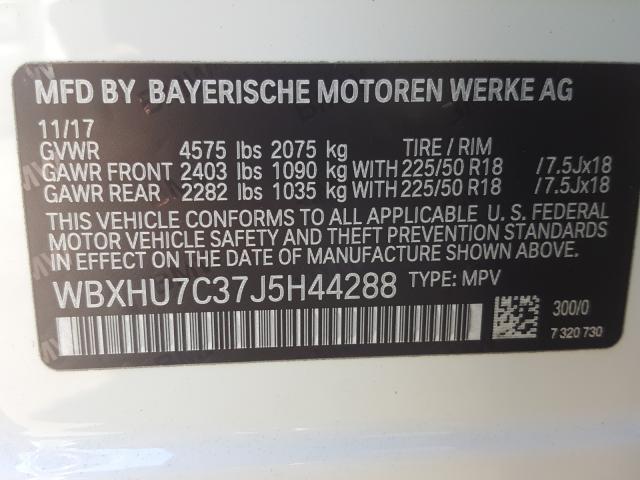 MFD BY BAYERISCHE MOTOREN WERKE AG
11/17
GVWR 4575 lbs 2075 kg TIRE / RIM
GAWR FRONT 2403 lbs 1090 kg WITH 225/50 R18 /7.5Jx18
GAWR REAR 2282 lbs 1035 kg WITH 225/50 R18 /7.5Jx18
THIS VEHICLE CONFORMS TO ALL APPLICABLE U. S. FEDERAL
MOTOR VEHICLE SAFETY AND THEFT PREVENTION STANDARDS
IN EFFECT ON THE DATE OF MANUFACTURE SHOWN ABOVE.
WBXHU7C37J5H44288 TYPE: MPV
300/0
7 320 730